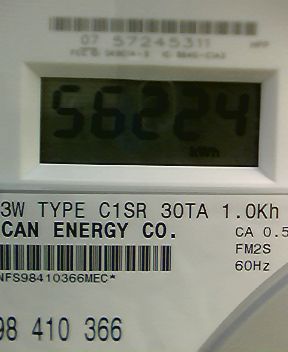 07 57245311
56224
kWh
3W TYPE C1SR 30TA 1.0Kh
CAN ENERGY CO.
CA 0.5
FM2S
NFS98410366MEC*
60Hz
98 410 366